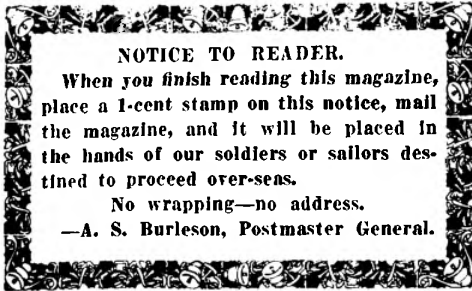 NOTICE TO READER.
When you finish reading this magazine,
place a 1-cent stamp on this notice, mail
the magazine, and it will be placed in
the hands of our soldiers or sailors des-
tined to proceed over-seas.
No wrapping—no address.
—A. S. Burleson, Postmaster General.